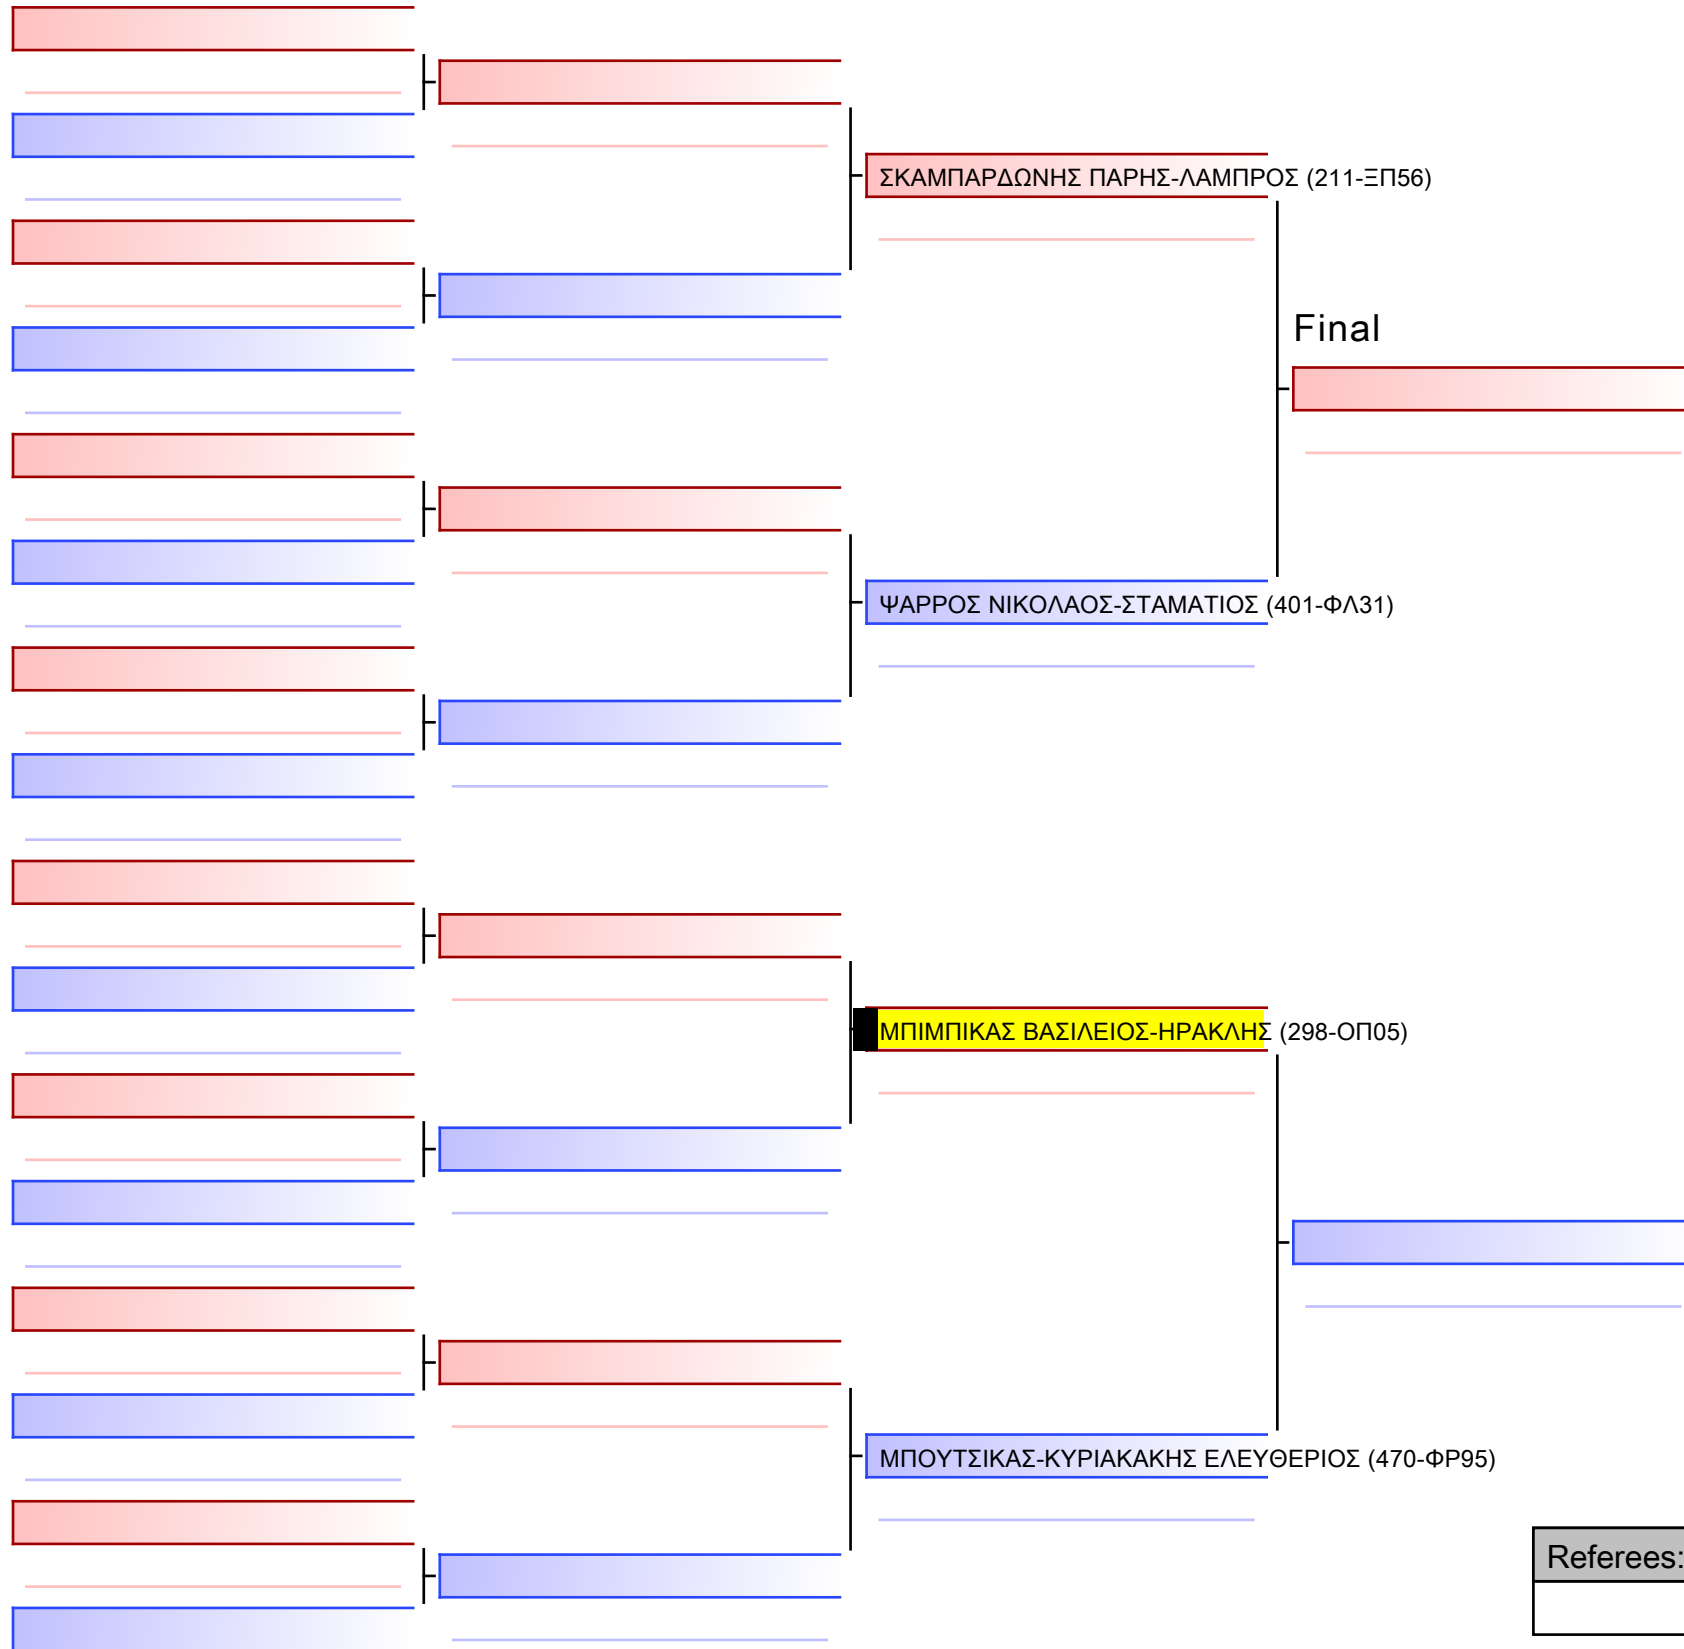 ΣΚΑΜΠΑΡΔΩΝΗΣ ΠΑΡΗΣ-ΛΑΜΠΡΟΣ (211-ΞΠ56)
Final
ΨΑΡΡΟΣ ΝΙΚΟΛΑΟΣ-ΣΤΑΜΑΤΙΟΣ (401-ΦΛ31)
ΜΠΙΜΠΙΚΑΣ ΒΑΣΙΛΕΙΟΣ-ΗΡΑΚΛΗΣ (298-ΟΠ05)
ΜΠΟΥΤΣΙΚΑΣ-ΚΥΡΙΑΚΑΚΗΣ ΕΛΕΥΘΕΡΙΟΣ (470-ΦΡ95)
Referees: